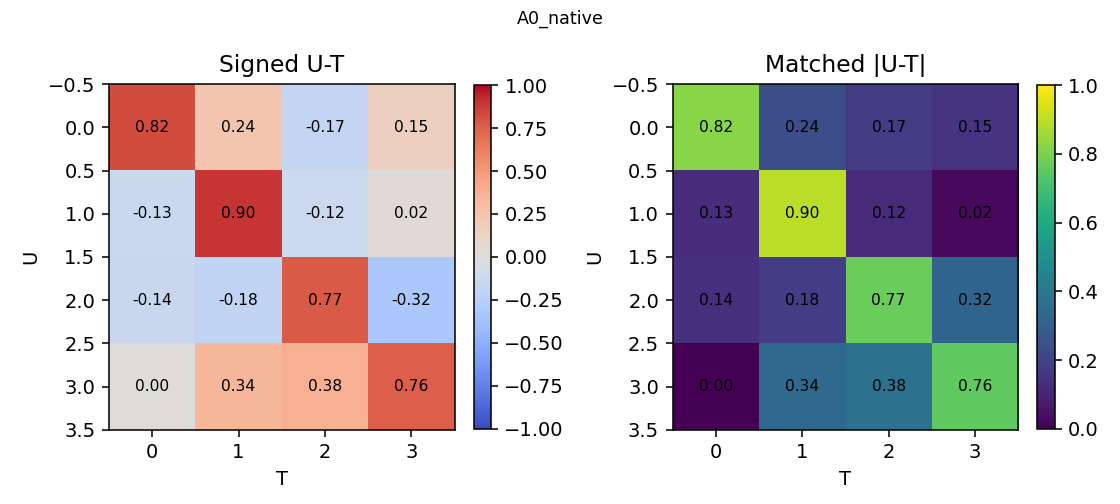 A0_native
Signed U-T
Matched |U-T|
−0.5
0.0
0.5
1.0
1.5
2.0
2.5
3.0
3.5
U
0.82 0.24 -0.17 0.15
-0.13 0.90 -0.12 0.02
-0.14 -0.18 0.77 -0.32
0.00 0.34 0.38 0.76
0 1 2 3
T
1.00
0.75
0.50
0.25
0.00
−0.25
−0.50
−0.75
−1.00
−0.5
0.0
0.5
1.0
1.5
2.0
2.5
3.0
3.5
U
0.82 0.24 0.17 0.15
0.13 0.90 0.12 0.02
0.14 0.18 0.77 0.32
0.00 0.34 0.38 0.76
0 1 2 3
T
1.0
0.8
0.6
0.4
0.2
0.0